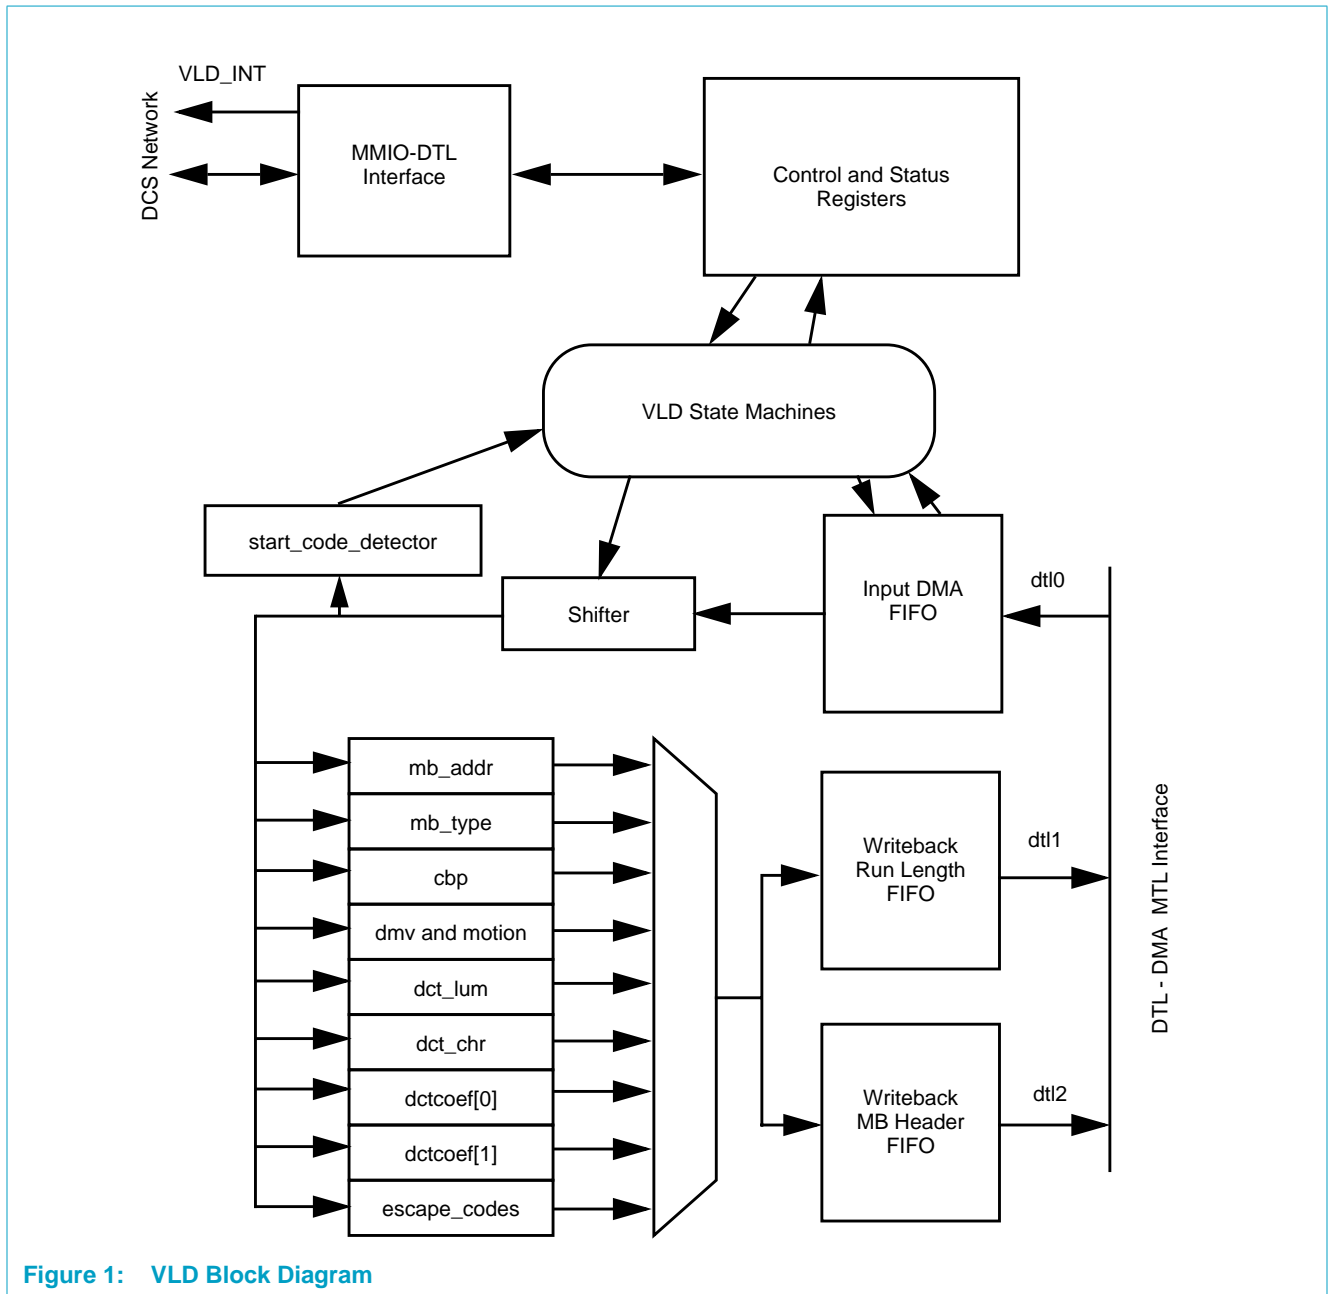 VLD_INT
DCS Network
MMIO-DTL
Interface
Control and Status
Registers
VLD State Machines
start_code_detector
Shifter
Input DMA
FIFO
dtl0
mb_addr
mb_type
cbp
dmv and motion
dct_lum
dct_chr
dctcoef[0]
dctcoef[1]
escape_codes
Writeback
Run Length
FIFO
dtl1
Writeback
MB Header
FIFO
dtl2
DTL - DMA MTL Interface
Figure 1: VLD Block Diagram